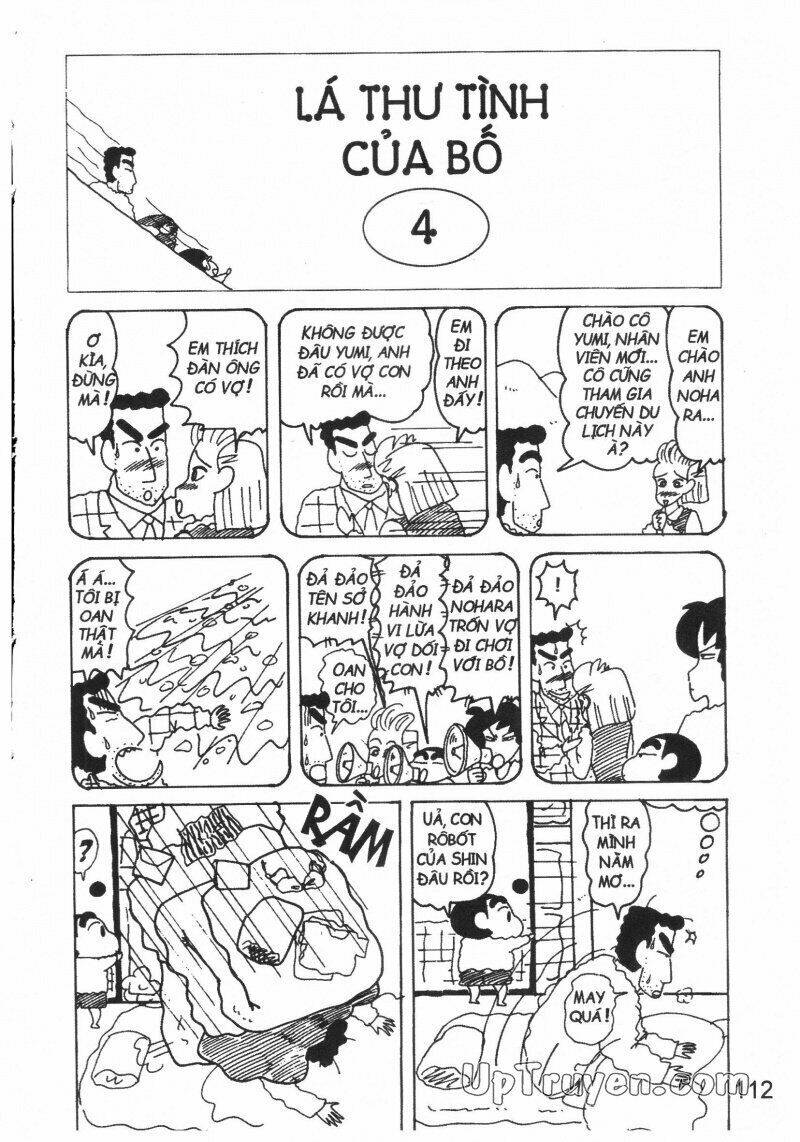 LÁ THƯ TÌNH
CỦA BỐ
4
EM
CHÀO
ANH
NOHA
RA...
CHÀO CÔ
YUMI, NHÂN
VIÊN MỚI...
CÔ CŨNG
THAM GIA
CHUYẾN DU
LỊCH NÀY
À?
EM
ĐI
THEO
ANH
ĐẤY!
KHÔNG ĐƯỢC
ĐÂU YUMI, ANH
ĐÃ CÓ VỢ CON
RỒI MÀ...
EM THÍCH
ĐÀN ÔNG
CÓ VỢ!
Ơ
KÌA,
ĐỪNG
MÀ!
!
ĐẢ ĐẢO
NOHARA
TRỐN VỢ
ĐI CHƠI
VỚI BỒ!
ĐẢ
ĐẢO
HÀNH
VI LỪA
VỢ DỐI
CON!
ĐẢ ĐẢO
TÊN SỞ
KHANH!
OAN
CHO
TÔI...
Á Á...
TÔI BỊ
OAN
THẬT
MÀ!
THÌ RA
MÌNH
NẰM
MƠ...
MAY
QUÁ!
UẢ, CON
RÔBỐT
CỦA SHIN
ĐÂU RỒI?
RẦM
?
UpTruyen.com
112